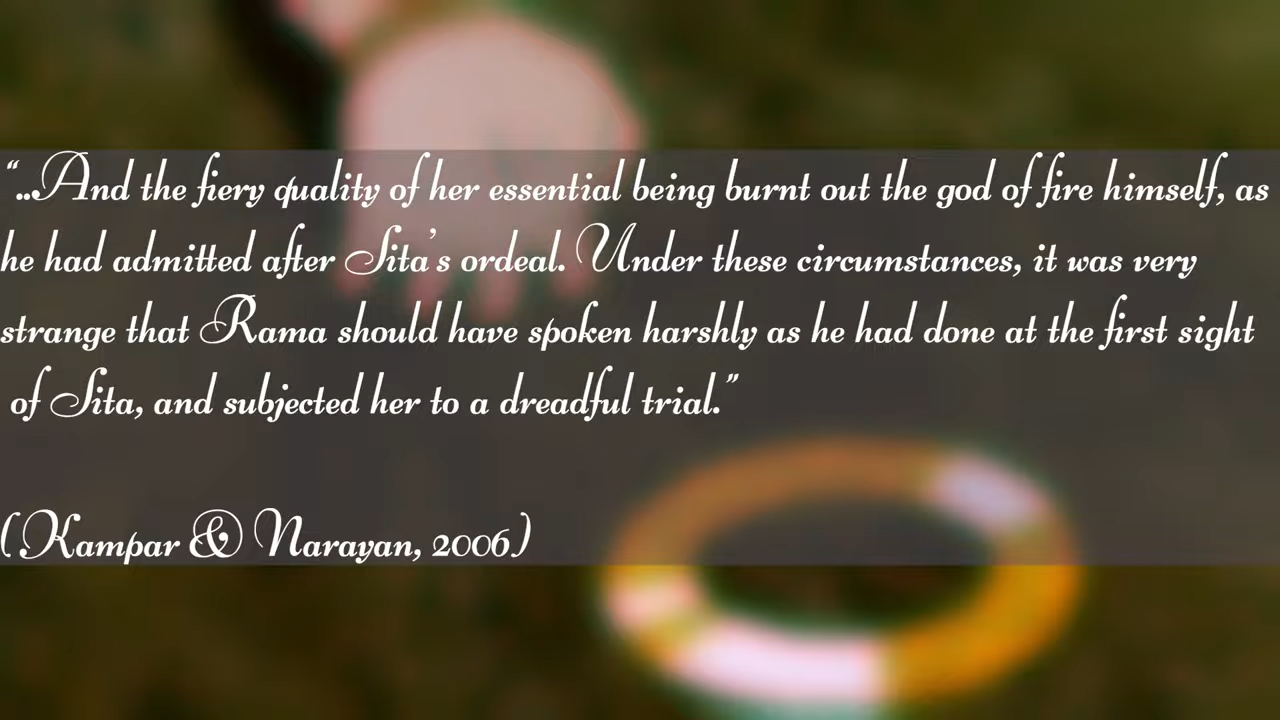 “...And the fiery quality of her essential being burnt out the god of fire himself, as
he had admitted after Sita’s ordeal. Under these circumstances, it was very
strange that Rama should have spoken harshly as he had done at the first sight
of Sita, and subjected her to a dreadful trial.”
(Kampar & Narayan, 2006)